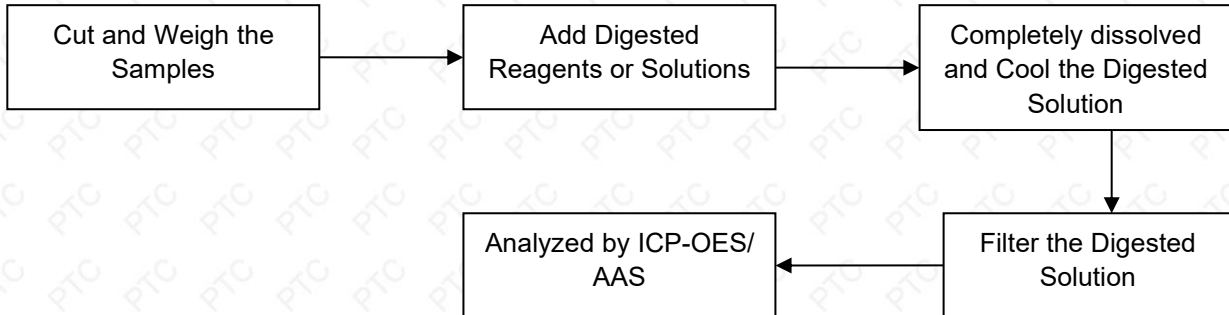 Cut and Weigh the
Samples
Add Digested
Reagents or Solutions
Completely dissolved
and Cool the Digested
Solution
Filter the Digested
Solution
Analyzed by ICP-OES/
AAS
PTC